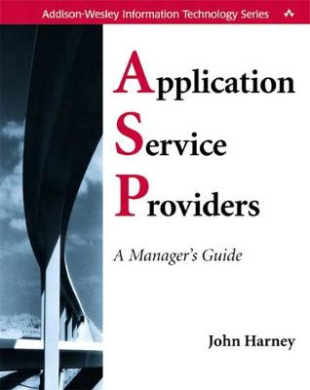 Addison-Wesley Information Technology Series
Application
Service
Providers
A Manager's Guide
John Harney